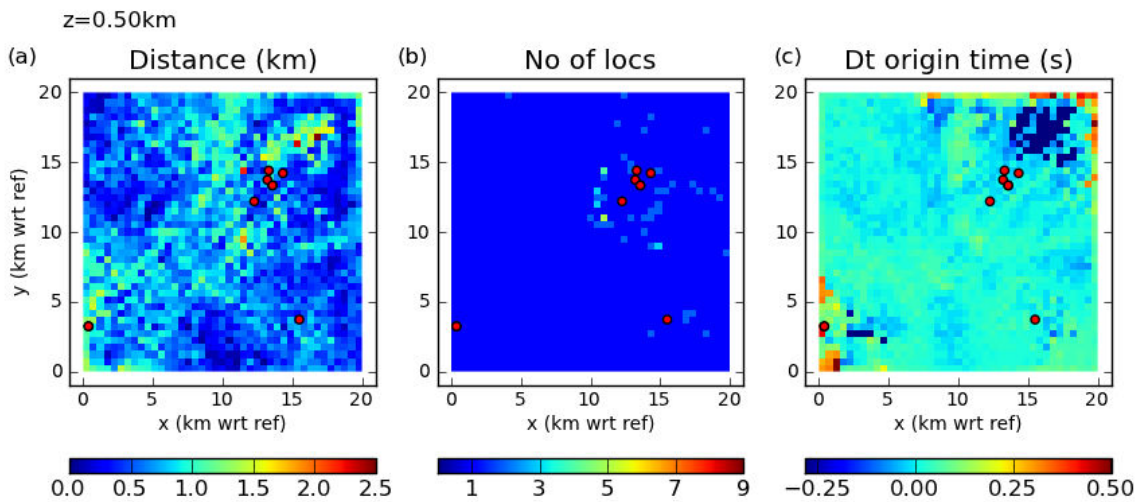 z=0.50km
(a) Distance (km)
(b) No of locs
(c) Dt origin time (s)
y (km wrt ref)
20
15
10
5
0
0 5 10 15 20
x (km wrt ref)
0 5 10 15 20
x (km wrt ref)
20
15
10
5
0
0 5 10 15 20
x (km wrt ref)
20
15
10
5
0
0.0 0.5 1.0 1.5 2.0 2.5
1 3 5 7 9
−0.25 0.00 0.25 0.50